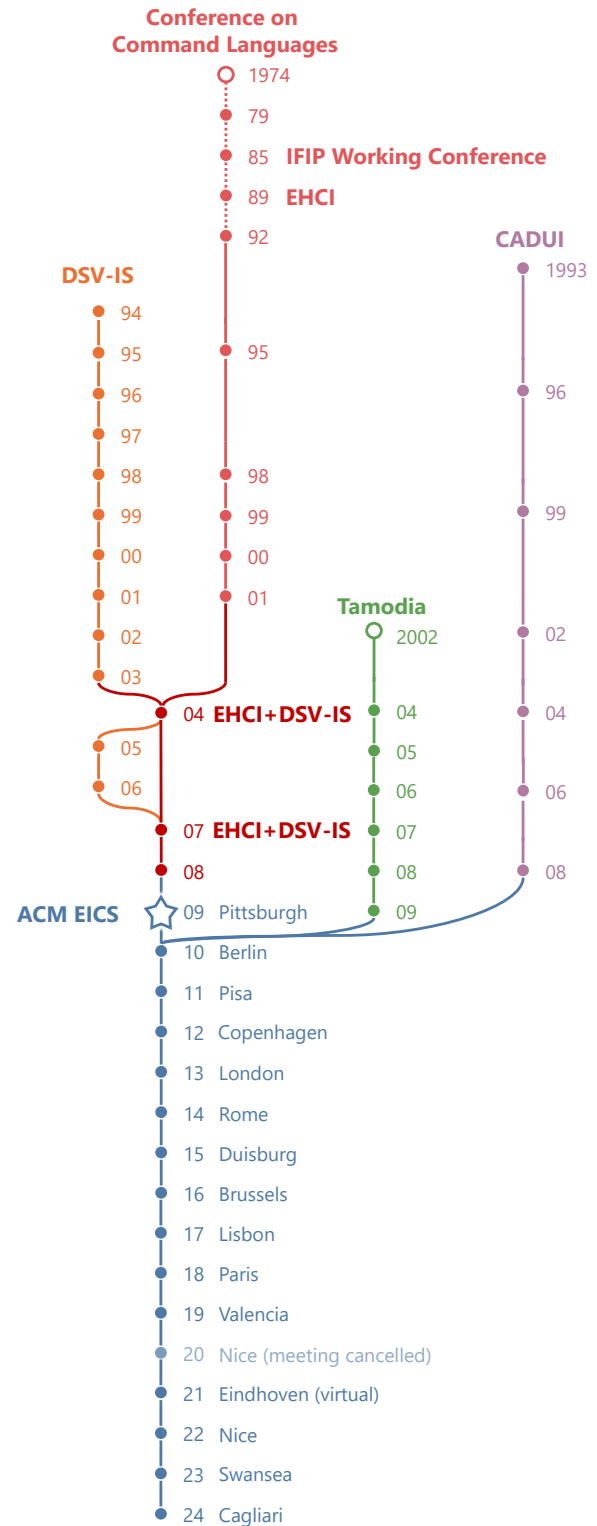 Conference on
Command Languages
1974
79
85 IFIP Working Conference
89 EHCI
92
CADUI
1993
DSV-IS
94
95
95
96
96
97
98
98
99
99
99
00
00
01
01
Tamodia
2002
02
02
03
04 EHCI+DSV-IS
04
04
05
05
06
06
06
07 EHCI+DSV-IS
07
08
08
08
ACM EICS
09 Pittsburgh
09
10 Berlin
11 Pisa
12 Copenhagen
13 London
14 Rome
15 Duisburg
16 Brussels
17 Lisbon
18 Paris
19 Valencia
20 Nice (meeting cancelled)
21 Eindhoven (virtual)
22 Nice
23 Swansea
24 Cagliari